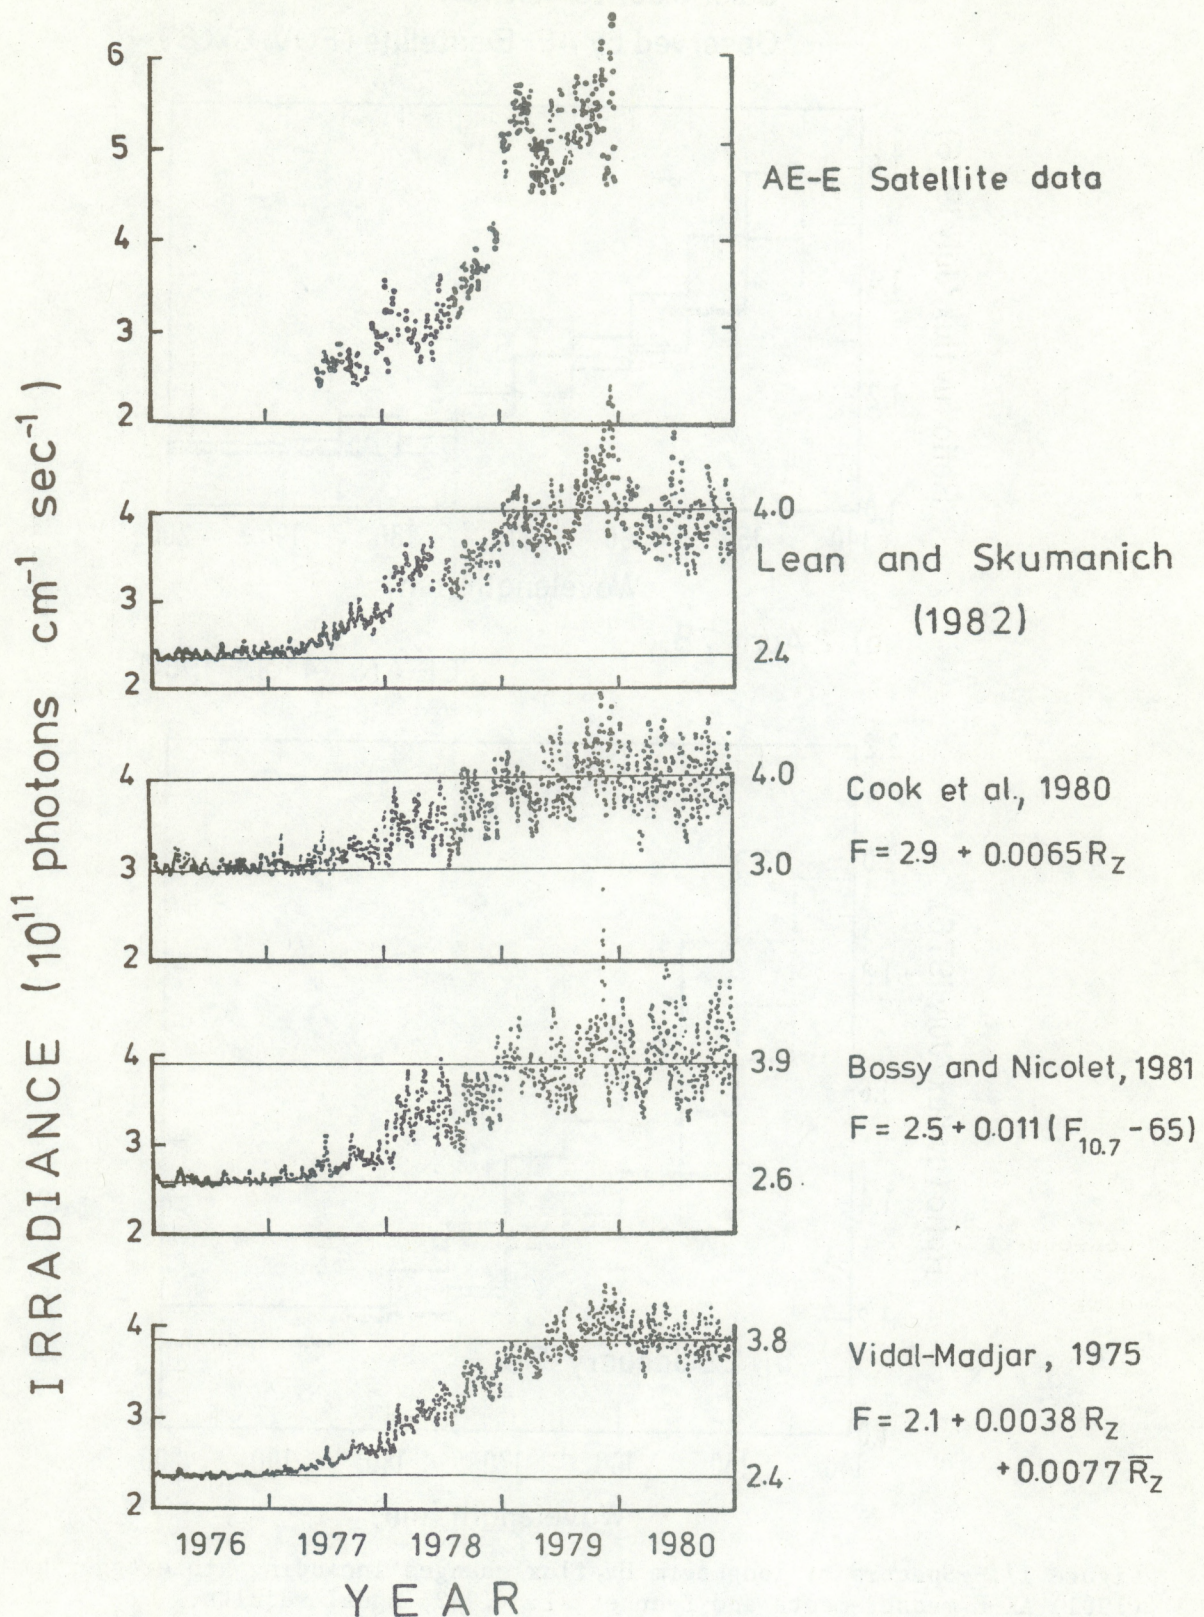 6
5
4
3
2
AE-E Satellite data
4
3
2
4.0
2.4
Lean and Skumanich
(1982)
4
3
2
4.0
3.0
Cook et al., 1980
F = 2.9 + 0.0065 R_Z
4
3
2
3.9
2.6
Bossy and Nicolet, 1981
F = 2.5 + 0.011 ( F_10.7 - 65)
4
3
2
3.8
2.4
Vidal-Madjar, 1975
F = 2.1 + 0.0038 R_Z
+ 0.0077 R̅_Z
1976 1977 1978 1979 1980
YEAR
IRRADIANCE (10¹¹ photons cm⁻¹ sec⁻¹)